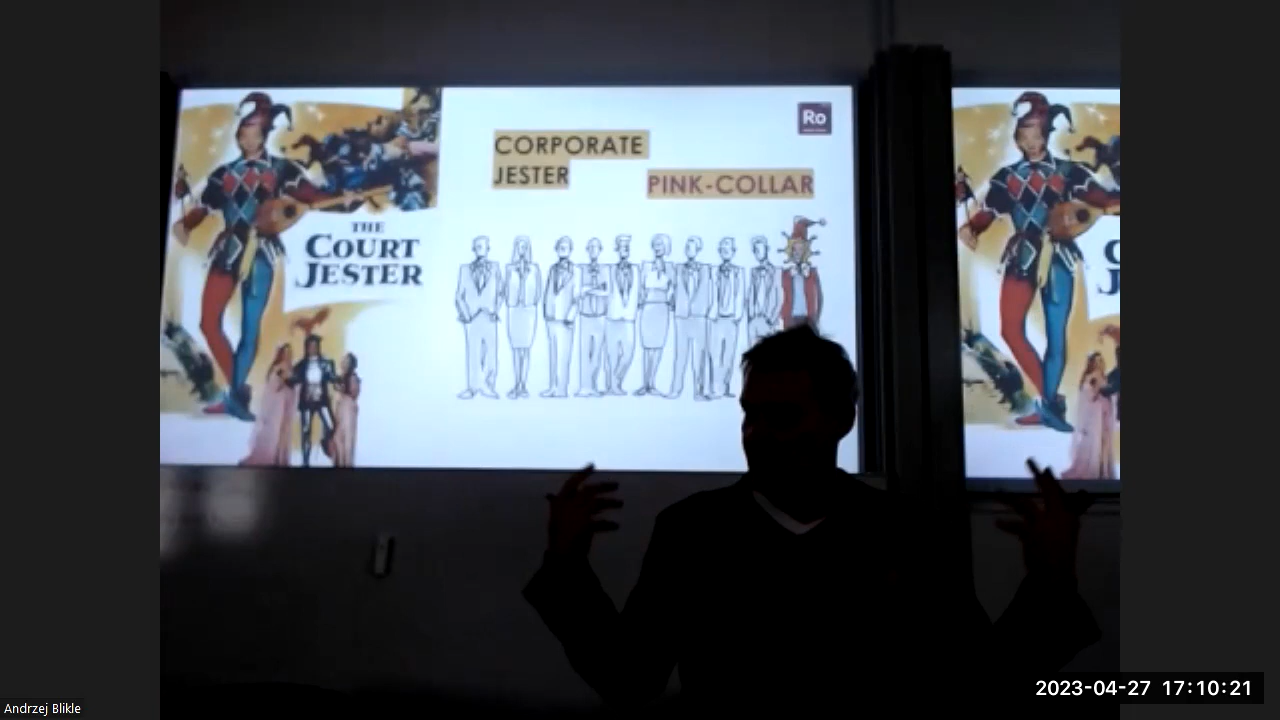 THE
COURT
JESTER
CORPORATE
JESTER
PINK-COLLAR
Ro
Andrzej Blikle
2023-04-27 17:10:21